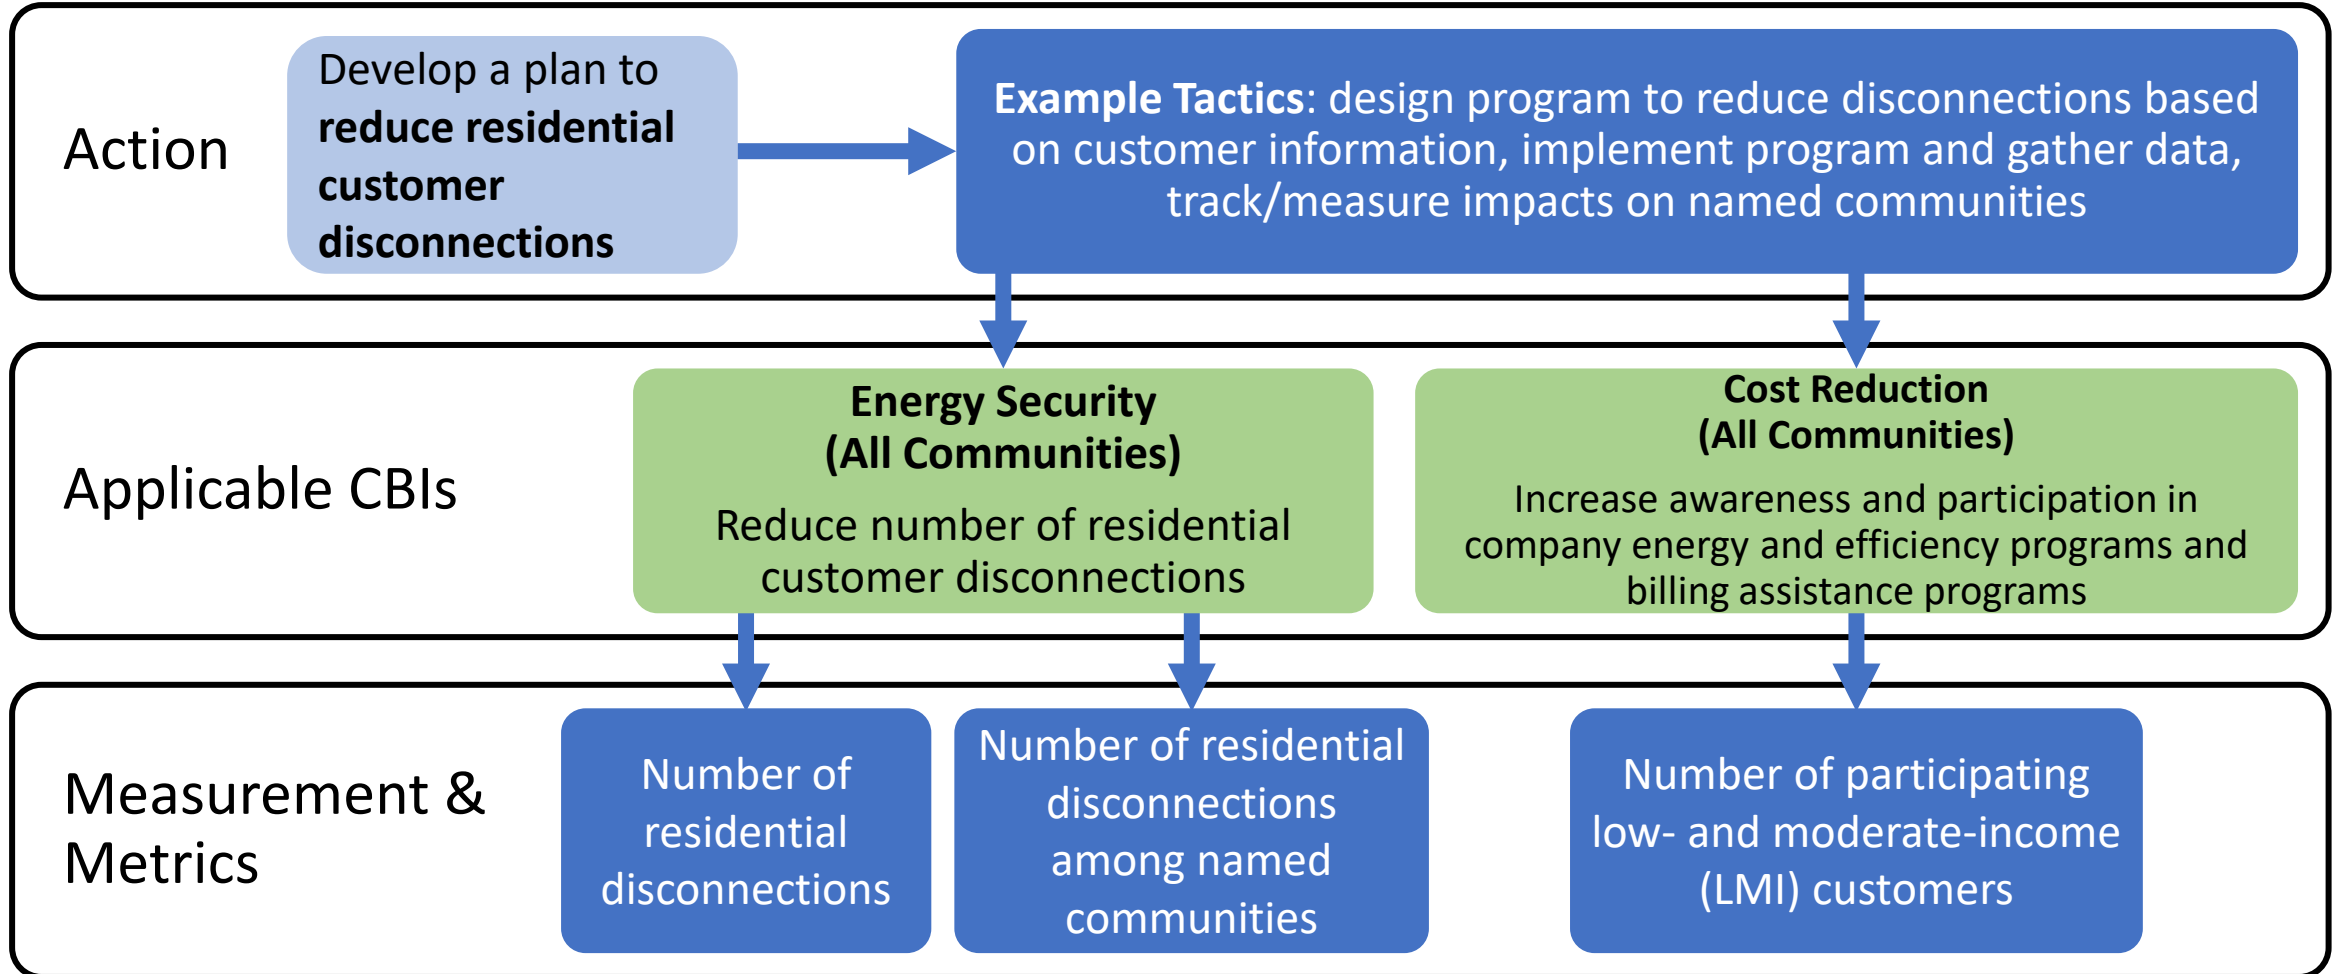 Action
Develop a plan to
reduce residential
customer
disconnections
Example Tactics: design program to reduce disconnections based
on customer information, implement program and gather data,
track/measure impacts on named communities
Applicable CBIs
Energy Security
(All Communities)
Reduce number of residential
customer disconnections
Cost Reduction
(All Communities)
Increase awareness and participation in
company energy and efficiency programs and
billing assistance programs
Measurement &
Metrics
Number of
residential
disconnections
Number of residential
disconnections
among named
communities
Number of participating
low- and moderate-income
(LMI) customers